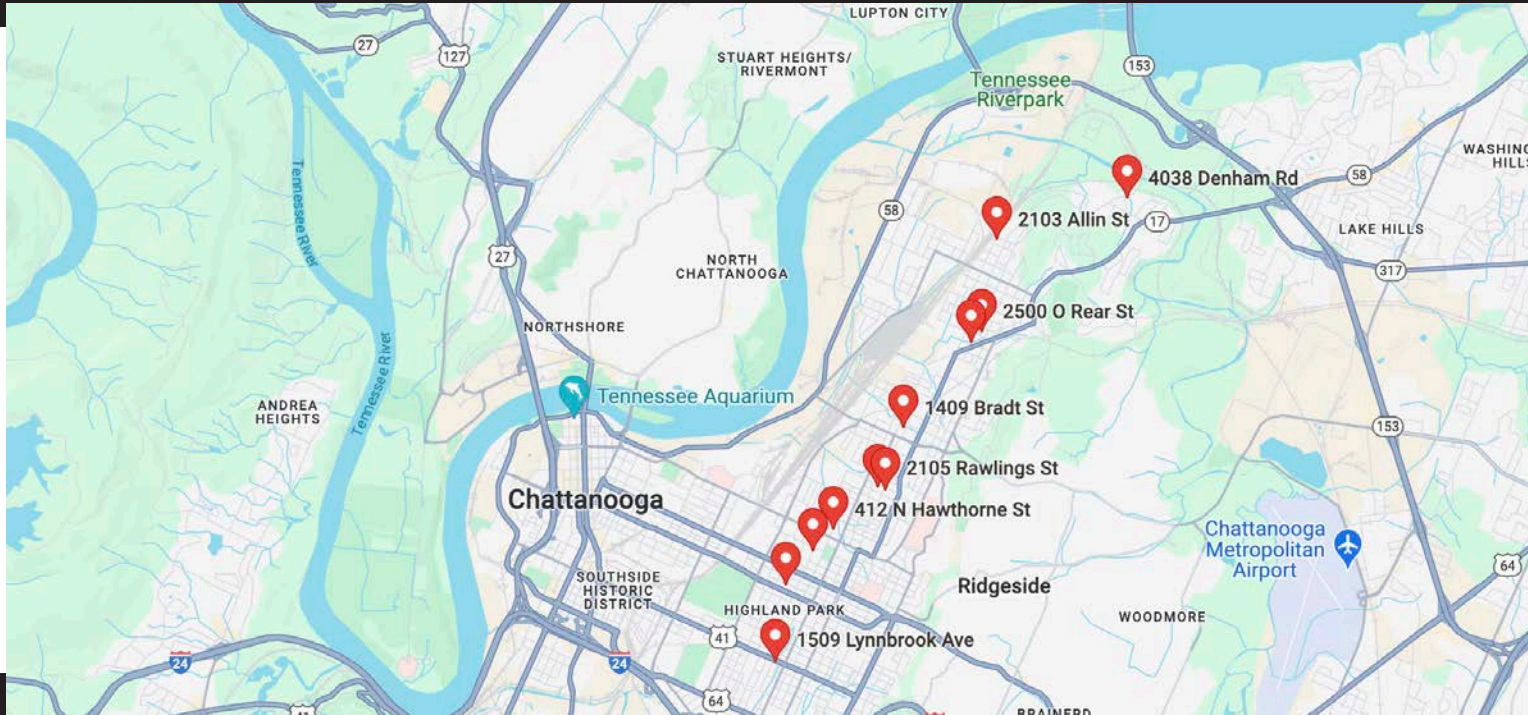 LUPTON CITY
27
127
STUART HEIGHTS/
RIVERMONT
153
Tennessee
Riverpark
Tennessee River
58
4038 Denham Rd
58
2103 Allin St
17
LAKE HILLS
27
NORTH
CHATTANOOGA
317
NORTHSHORE
2500 O Rear St
Tennessee River
Tennessee Aquarium
ANDREA
HEIGHTS
1409 Bradt St
153
2105 Rawlings St
Chattanooga
412 N Hawthorne St
Chattanooga
Metropolitan
Airport
64
SOUTHSIDE
HISTORIC
DISTRICT
Ridgeside
HIGHLAND PARK
WOODMORE
41
1509 Lynnbrook Ave
24
24
64